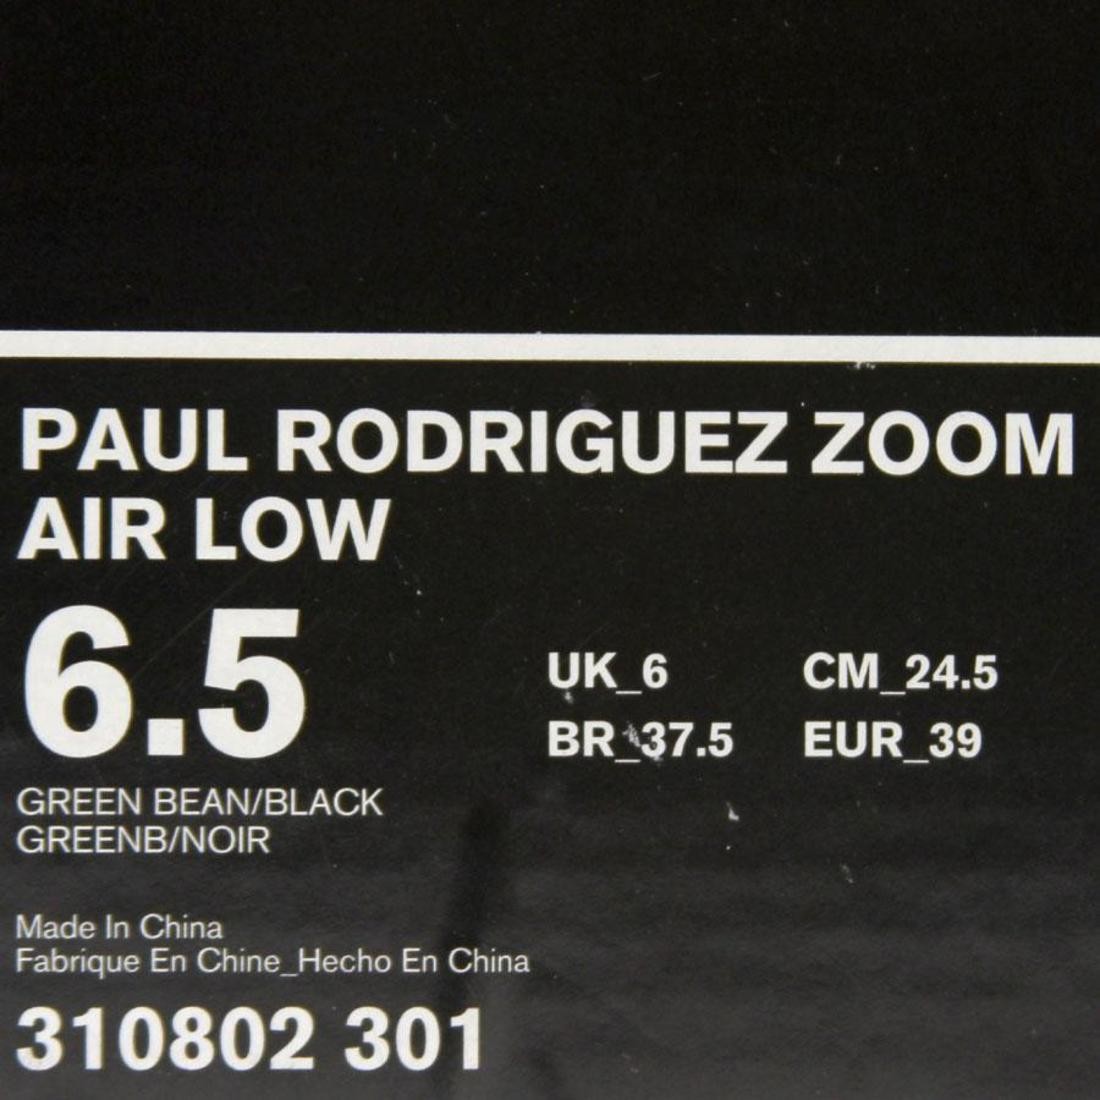 PAUL RODRIGUEZ ZOOM
AIR LOW
6.5
UK_6 CM_24.5
BR_37.5 EUR_39
GREEN BEAN/BLACK
GREENB/NOIR
Made In China
Fabrique En Chine_Hecho En China
310802 301